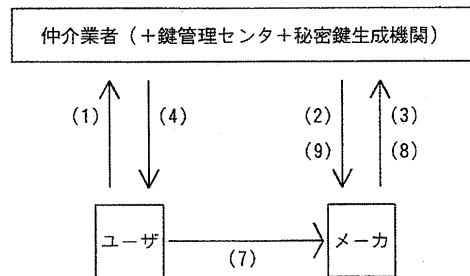 仲介業者(+鍵管理センタ+秘密鍵生成機関)
(1) (4) (2) (3)
(9) (8)
ユーザ メーカ
(7)